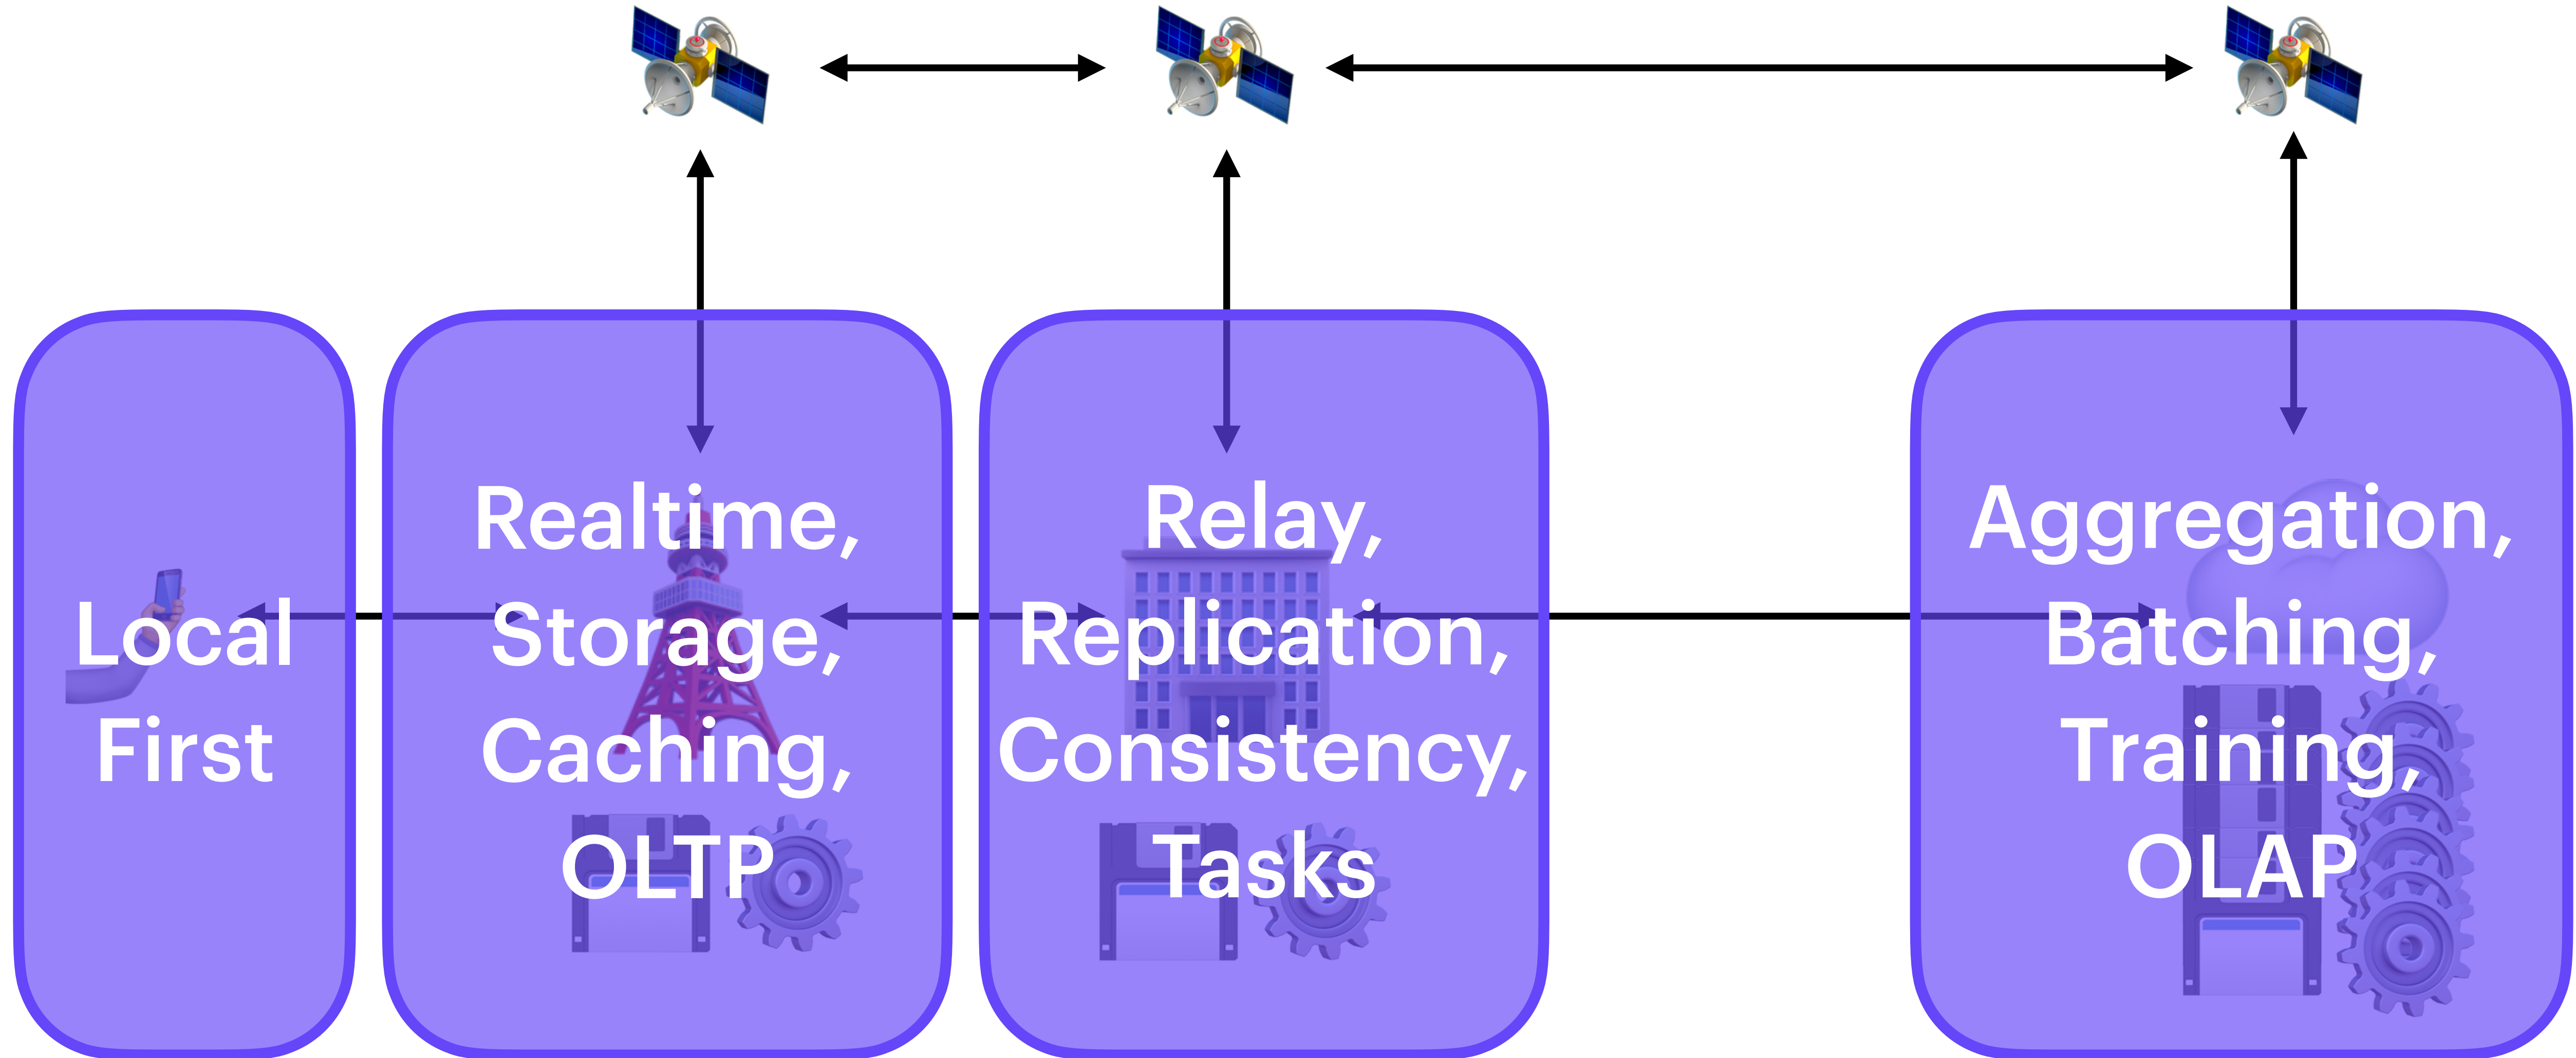 Local
First
Realtime,
Storage,
Caching,
OLTP
Relay,
Replication,
Consistency,
Tasks
Aggregation,
Batching,
Training,
OLAP